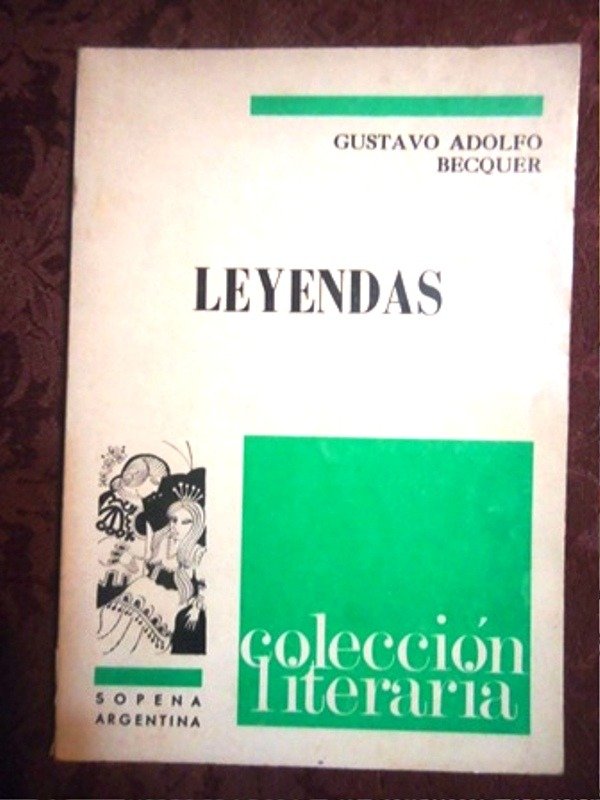 GUSTAVO ADOLFO
BECQUER
LEYENDAS
colección
literaria
SOPENA
ARGENTINA